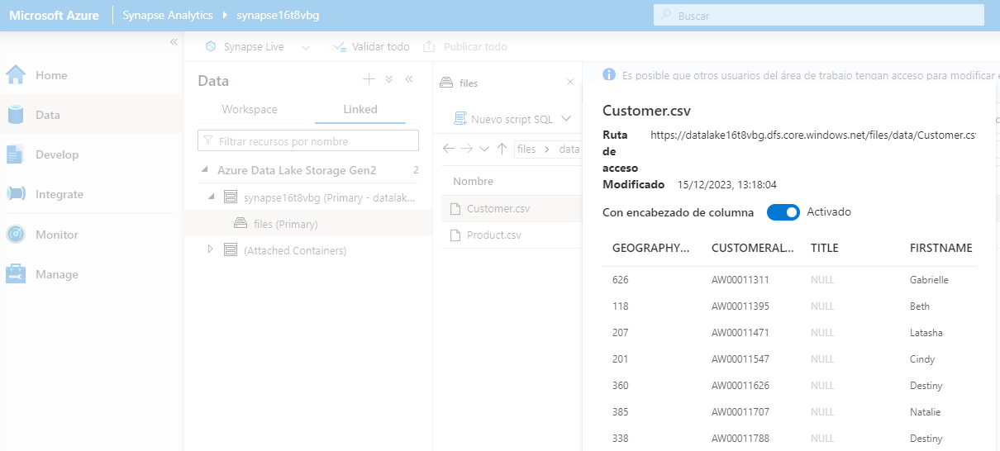 Microsoft Azure
Synapse Analytics
synapse16t8vbg
Buscar
Home
Data
Develop
Integrate
Monitor
Manage
Synapse Live
Validar todo
Publicar todo
Data
Workspace
Linked
Filtrar recursos por nombre
Azure Data Lake Storage Gen2 2
synapse16t8vbg (Primary - datalak...
files (Primary)
(Attached Containers)
files
Nuevo script SQL
files data
Nombre
Customer.csv
Product.csv
Es posible que otros usuarios del área de trabajo tengan acceso para modificar
Customer.csv
Ruta https://datalake16t8vbg.dfs.core.windows.net/files/data/Customer.cs
de
acceso
Modificado 15/12/2023, 13:18:04
Con encabezado de columna Activado
GEOGRAPHY... CUSTOMERAL... TITLE FIRSTNAME
626 AW00011311 NULL Gabrielle
118 AW00011395 NULL Beth
207 AW00011471 NULL Latasha
201 AW00011547 NULL Cindy
360 AW00011626 NULL Destiny
385 AW00011707 NULL Natalie
338 AW00011788 NULL Destiny